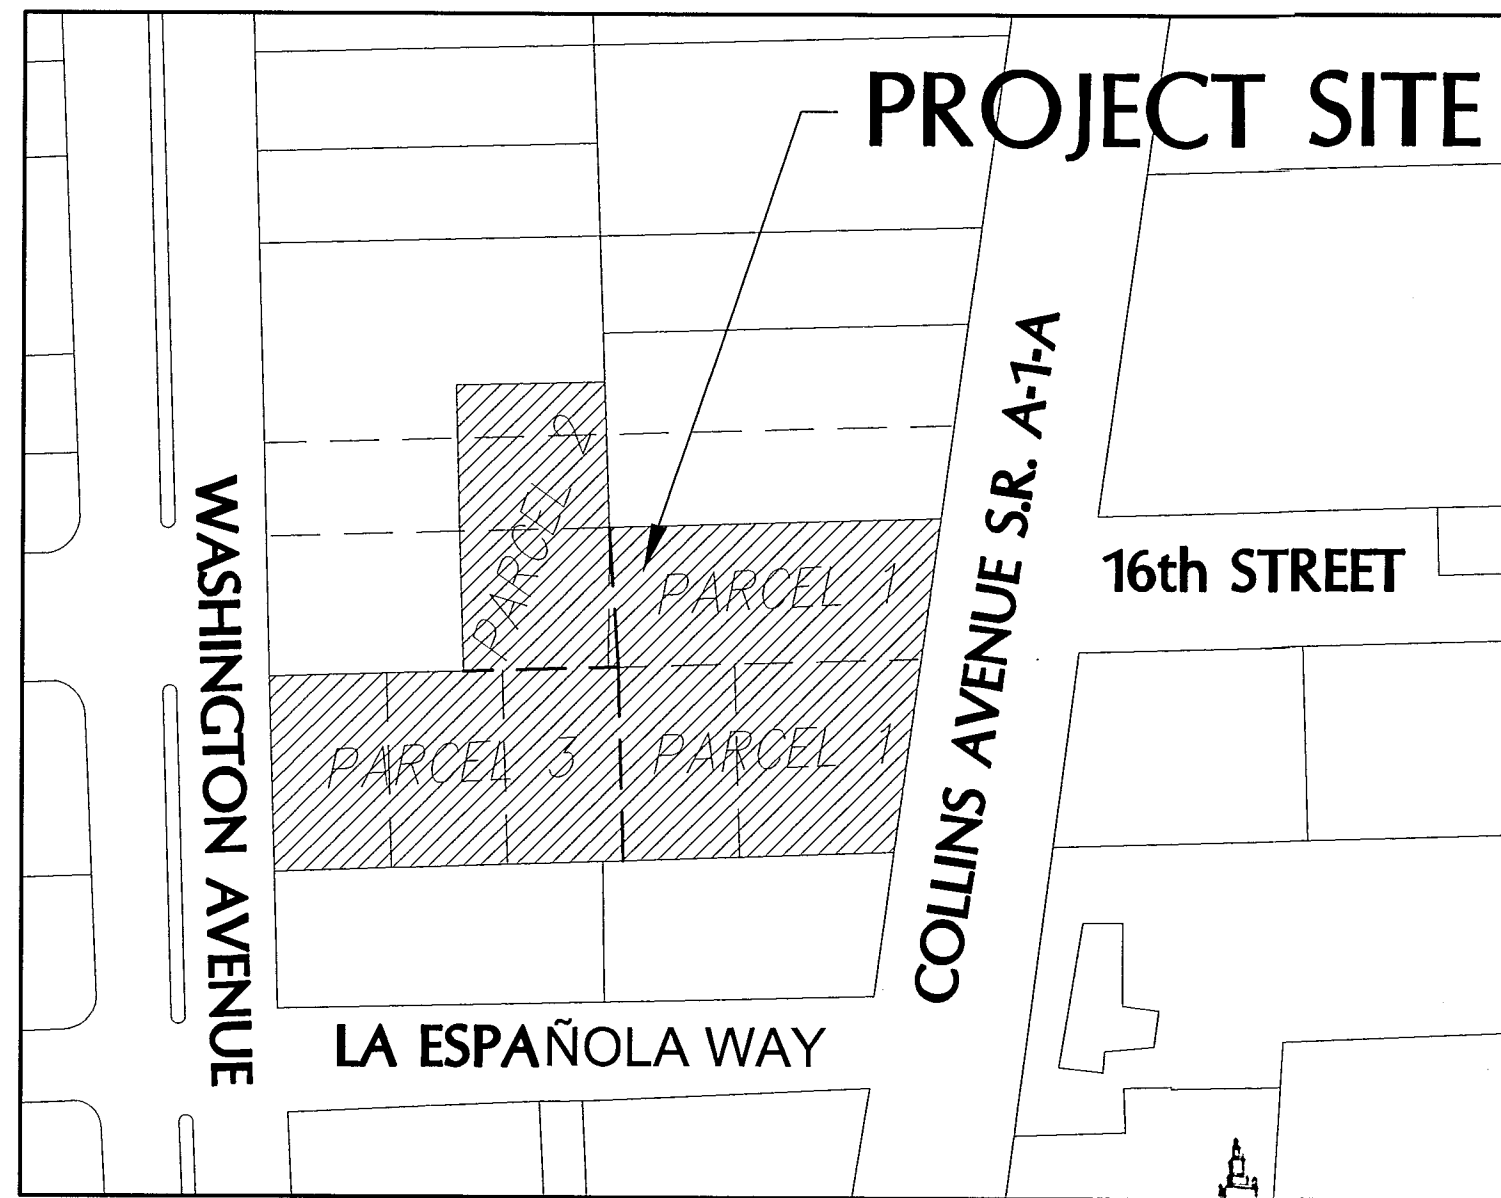 PROJECT SITE
PARCEL 2
PARCEL 1
PARCEL 3
PARCEL 1
WASHINGTON AVENUE
COLLINS AVENUE S.R. A-1-A
16th STREET
LA ESPAÑOLA WAY